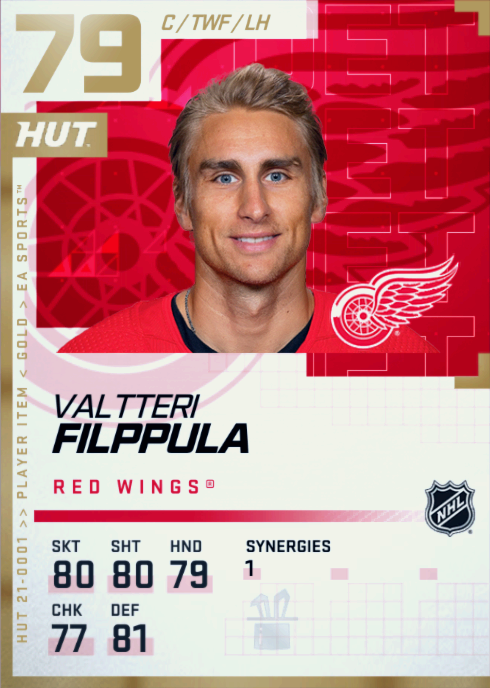 79
C / TWF / LH
HUT
HUT 21-0001 >> PLAYER ITEM < GOLD > EA SPORTS™
VALTTERI
FILPPULA
RED WINGS®
NHL
SKT SHT HND SYNERGIES
80 80 79 1
CHK DEF
77 81